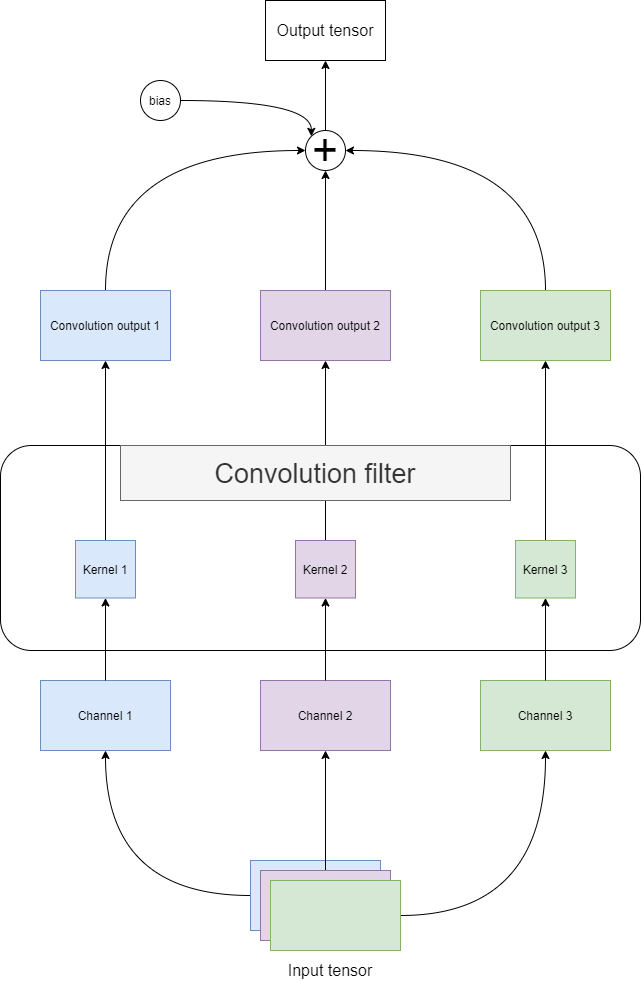 Output tensor
bias
+
Convolution output 1
Convolution output 2
Convolution output 3
Convolution filter
Kernel 1
Kernel 2
Kernel 3
Channel 1
Channel 2
Channel 3
Input tensor